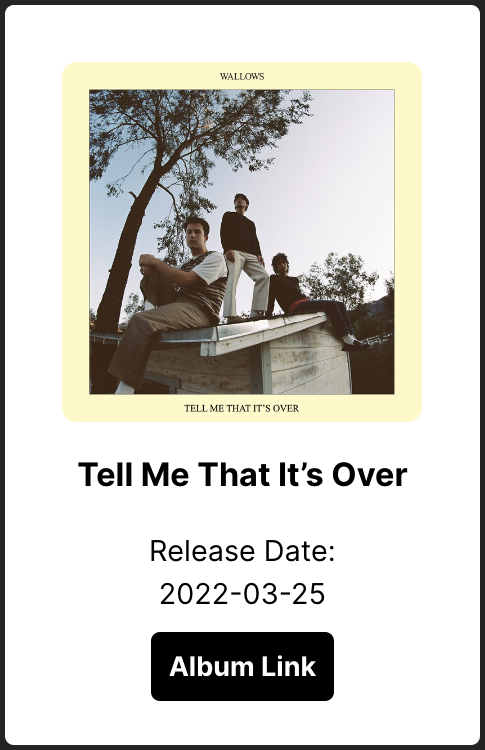 WALLOWS
TELL ME THAT IT'S OVER
Tell Me That It’s Over
Release Date:
2022-03-25
Album Link